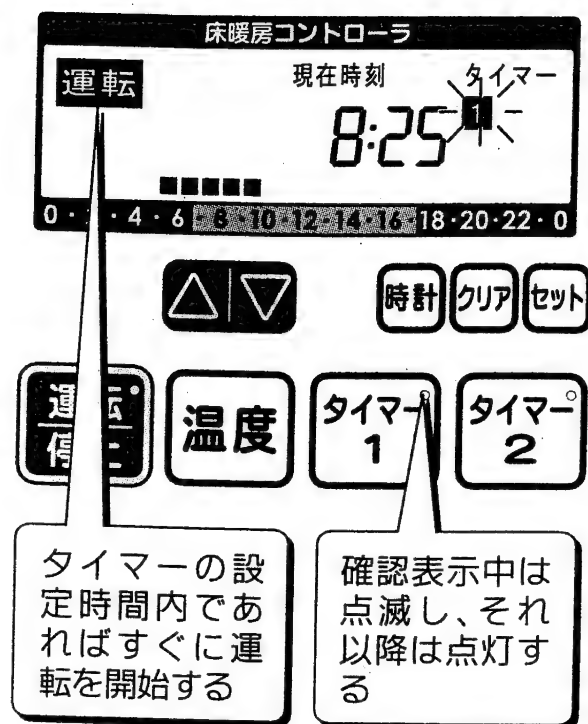 床暖房コントローラ
運転 現在時刻 タイマー
8:25 1
0・・4・6・8・10・12・14・16・18・20・22・0
時計 クリア セット
運転 温度 タイマー タイマー
停止 1 2
タイマーの設
定時間内であ
ればすぐに運
転を開始する
確認表示中は
点滅し、それ
以降は点灯す
る